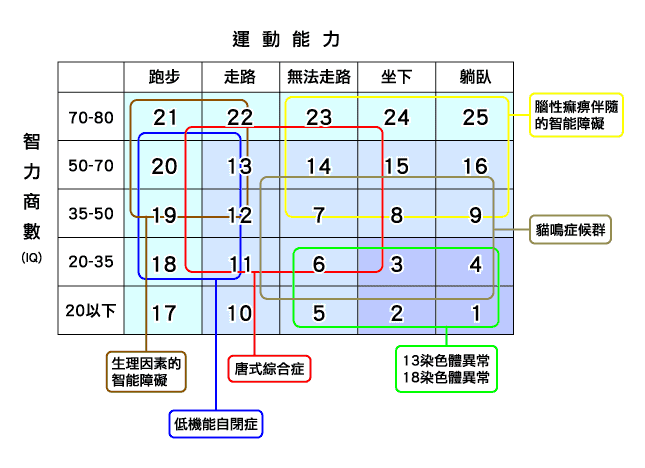 運動能力
跑步 走路 無法走路 坐下 躺臥
智力商數
(IQ)
70-80 21 22 23 24 25
50-70 20 13 14 15 16
35-50 19 12 7 8 9
20-35 18 11 6 3 4
20以下 17 10 5 2 1
腦性癲痹伴隨
的智能障礙
貓鳴症候群
生理因素的
智能障礙
唐式綜合症
13染色體異常
18染色體異常
低機能自閉症